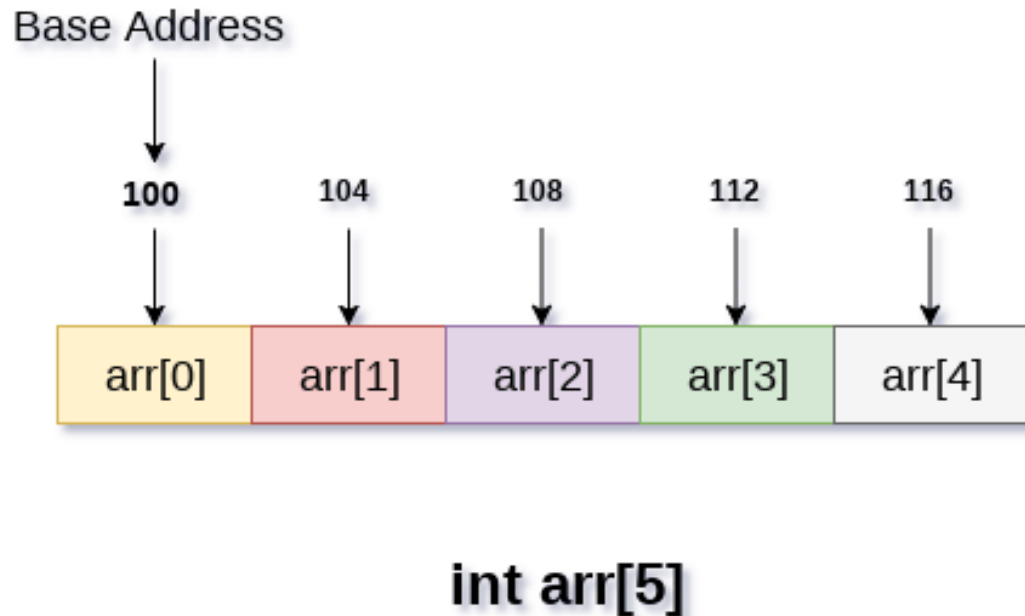 Base Address
100 104 108 112 116
arr[0] arr[1] arr[2] arr[3] arr[4]
int arr[5]